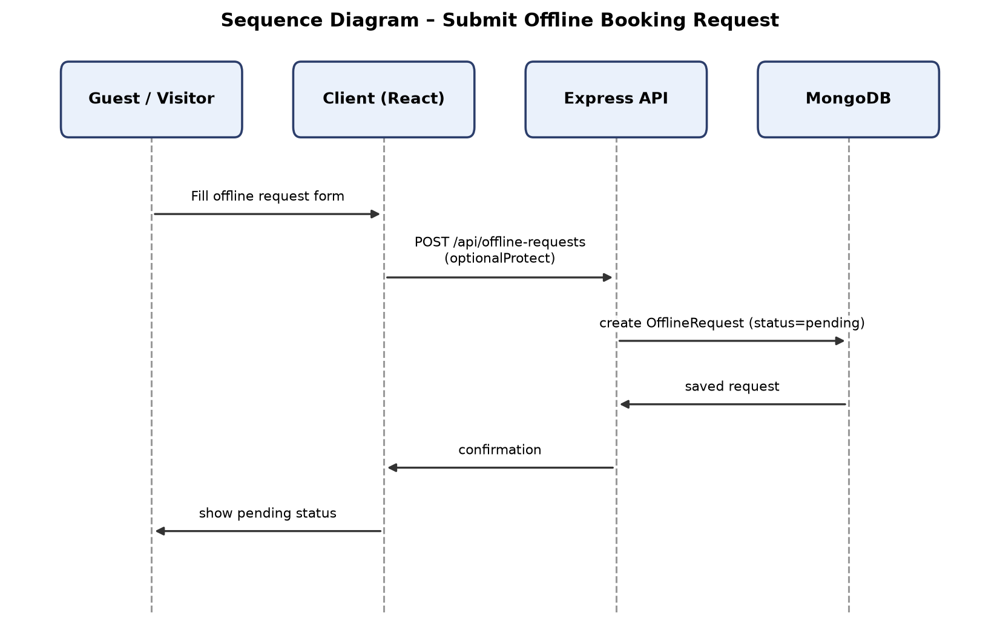 Sequence Diagram – Submit Offline Booking Request
Guest / Visitor
Client (React)
Express API
MongoDB
Fill offline request form
POST /api/offline-requests
(optionalProtect)
create OfflineRequest (status=pending)
saved request
confirmation
show pending status